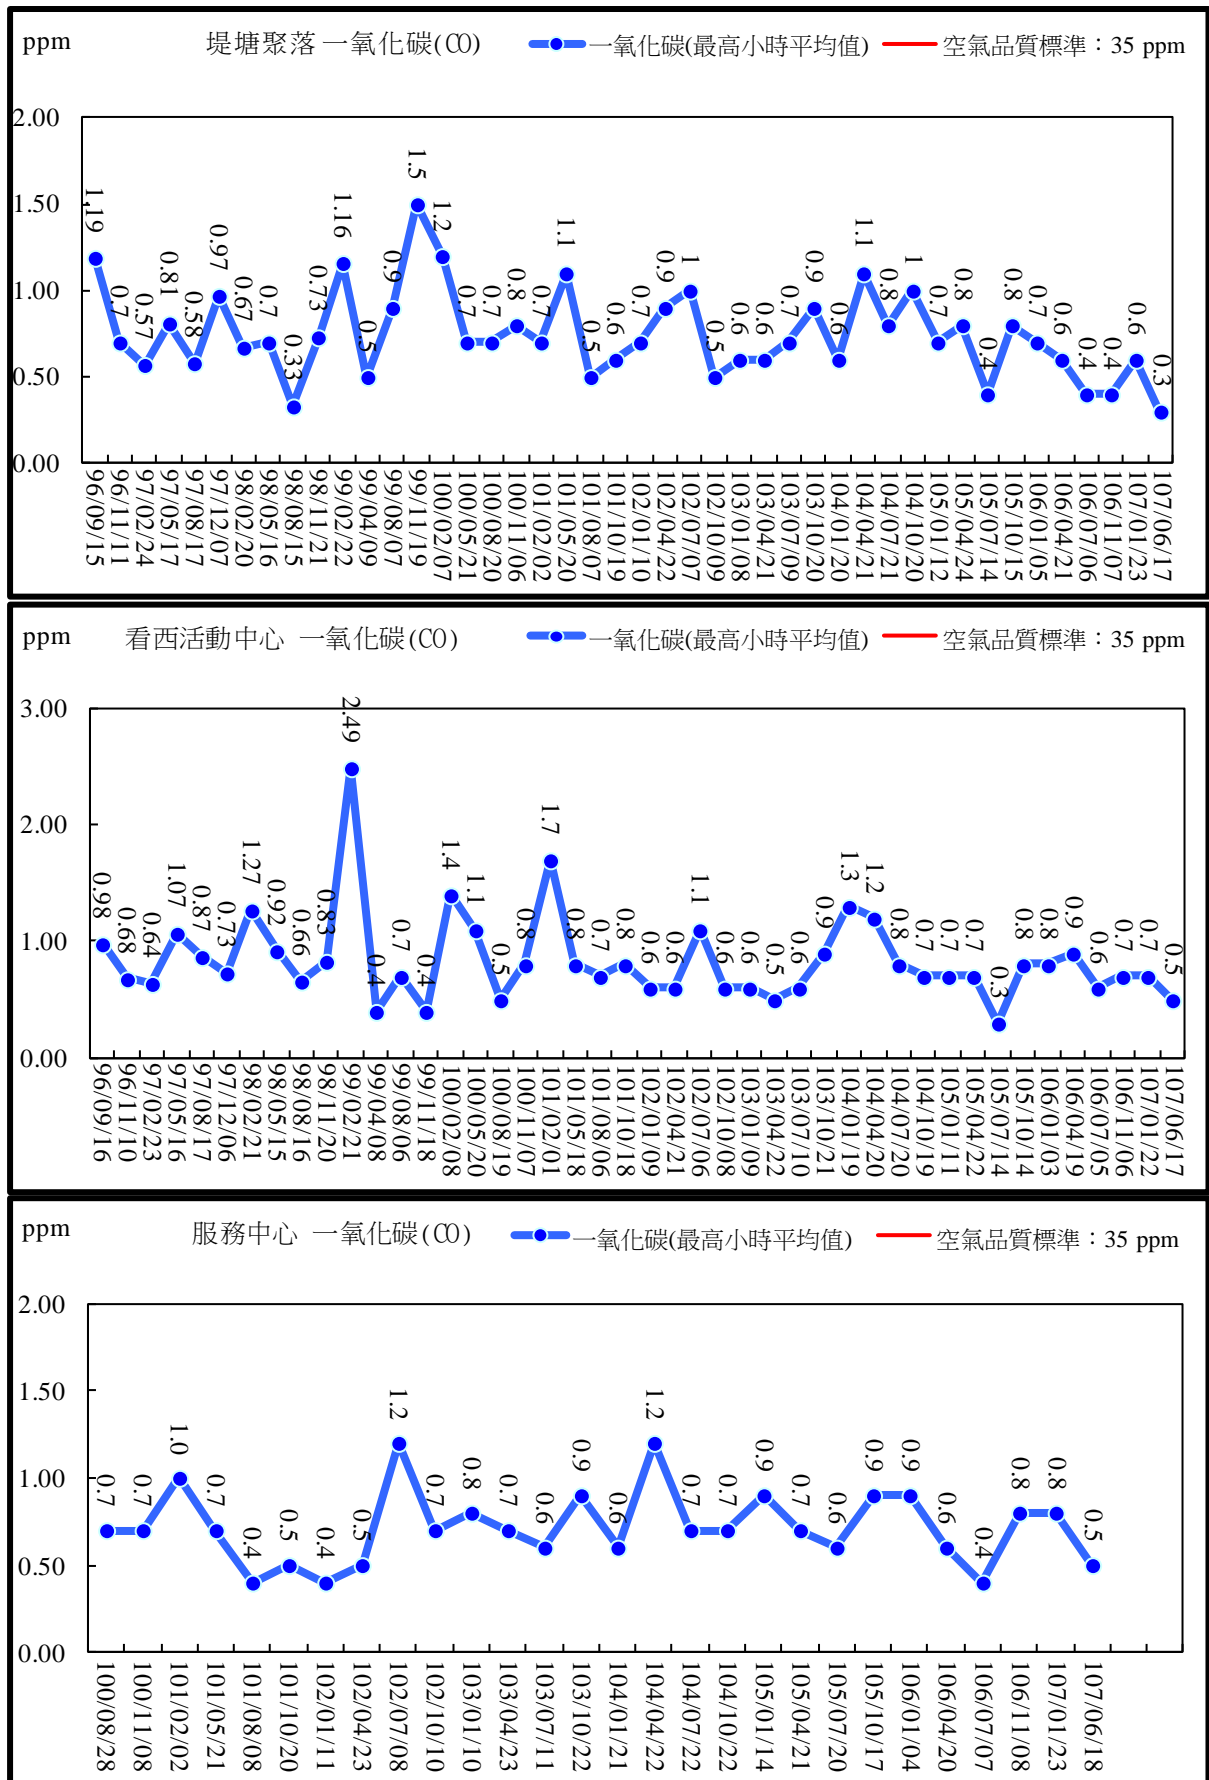 ppm 堤塘聚落 一氧化碳(CO) 一氧化碳(最高小時平均值) 空氣品質標準：35 ppm
2.00
1.50
1.00
0.50
0.00
1.19 0.7 0.57 0.81 0.58 0.97 0.67 0.7 0.33 0.73 1.16 0.5 0.9 1.5 1.2 0.7 0.7 0.8 0.7 1.1 0.5 0.6 0.7 0.9 1 0.5 0.6 0.6 0.7 0.9 0.6 1.1 0.8 1 0.7 0.8 0.4 0.8 0.7 0.6 0.4 0.4 0.6 0.3
96/09/15 96/11/11 97/02/24 97/05/17 97/08/17 97/12/07 98/02/20 98/05/16 98/08/15 98/11/21 99/02/22 99/04/09 99/08/07 99/11/19 100/02/07 100/05/21 100/08/20 100/11/06 101/02/02 101/05/20 101/08/07 101/10/19 102/01/10 102/04/22 102/07/07 102/10/09 103/01/08 103/04/21 103/07/09 103/10/20 104/01/20 104/04/21 104/07/21 104/10/20 105/01/12 105/04/24 105/07/14 105/10/15 106/01/05 106/04/21 106/07/06 106/11/07 107/01/23 107/06/17
ppm 看西活動中心 一氧化碳(CO) 一氧化碳(最高小時平均值) 空氣品質標準：35 ppm
3.00
2.00
1.00
0.00
0.98 0.68 0.64 1.07 0.87 0.73 1.27 0.92 0.66 0.83 2.49 0.4 0.7 0.4 1.4 1.1 0.5 0.8 1.7 0.8 0.7 0.8 0.6 0.6 1.1 0.6 0.6 0.5 0.6 0.9 1.3 1.2 0.8 0.7 0.7 0.7 0.3 0.8 0.8 0.9 0.6 0.7 0.7 0.5
96/09/16 96/11/10 97/02/23 97/05/16 97/08/17 97/12/06 98/02/21 98/05/15 98/08/16 98/11/20 99/02/21 99/04/08 99/08/06 99/11/18 100/02/08 100/05/20 100/08/19 100/11/07 101/02/01 101/05/18 101/08/06 101/10/18 102/01/09 102/04/21 102/07/06 102/10/08 103/01/09 103/04/22 103/07/10 103/10/21 104/01/19 104/04/20 104/07/20 104/10/19 105/01/11 105/04/22 105/07/14 105/10/14 106/01/03 106/04/19 106/07/05 106/11/06 107/01/22 107/06/17
ppm 服務中心 一氧化碳(CO) 一氧化碳(最高小時平均值) 空氣品質標準：35 ppm
2.00
1.50
1.00
0.50
0.00
0.7 0.7 1.0 0.7 0.4 0.5 0.4 0.5 1.2 0.7 0.8 0.7 0.6 0.9 0.6 1.2 0.7 0.7 0.9 0.7 0.6 0.9 0.9 0.6 0.4 0.8 0.8 0.5
100/08/28 100/11/08 101/02/02 101/05/21 101/08/08 101/10/20 102/01/11 102/04/23 102/07/08 102/10/10 103/01/10 103/04/23 103/07/11 103/10/22 104/01/21 104/04/22 104/07/22 104/10/22 105/01/14 105/04/21 105/07/20 105/10/17 106/01/04 106/04/20 106/07/07 106/11/08 107/01/23 107/06/18